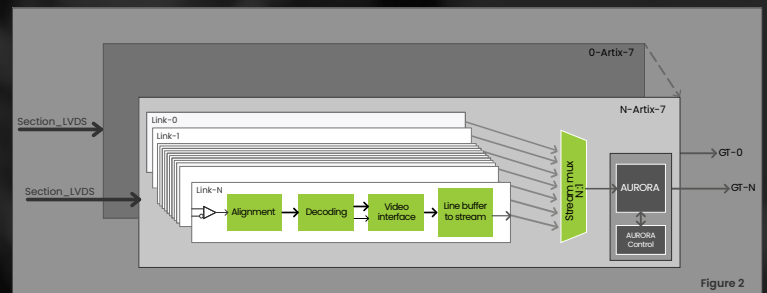 0-Artix-7
N-Artix-7
Section_LVDS
Section_LVDS
Link-0
Link-1
Link-N
Alignment
Decoding
Video
interface
Line buffer
to stream
Stream mux
N:1
AURORA
AURORA
Control
GT-0
GT-N
Figure 2